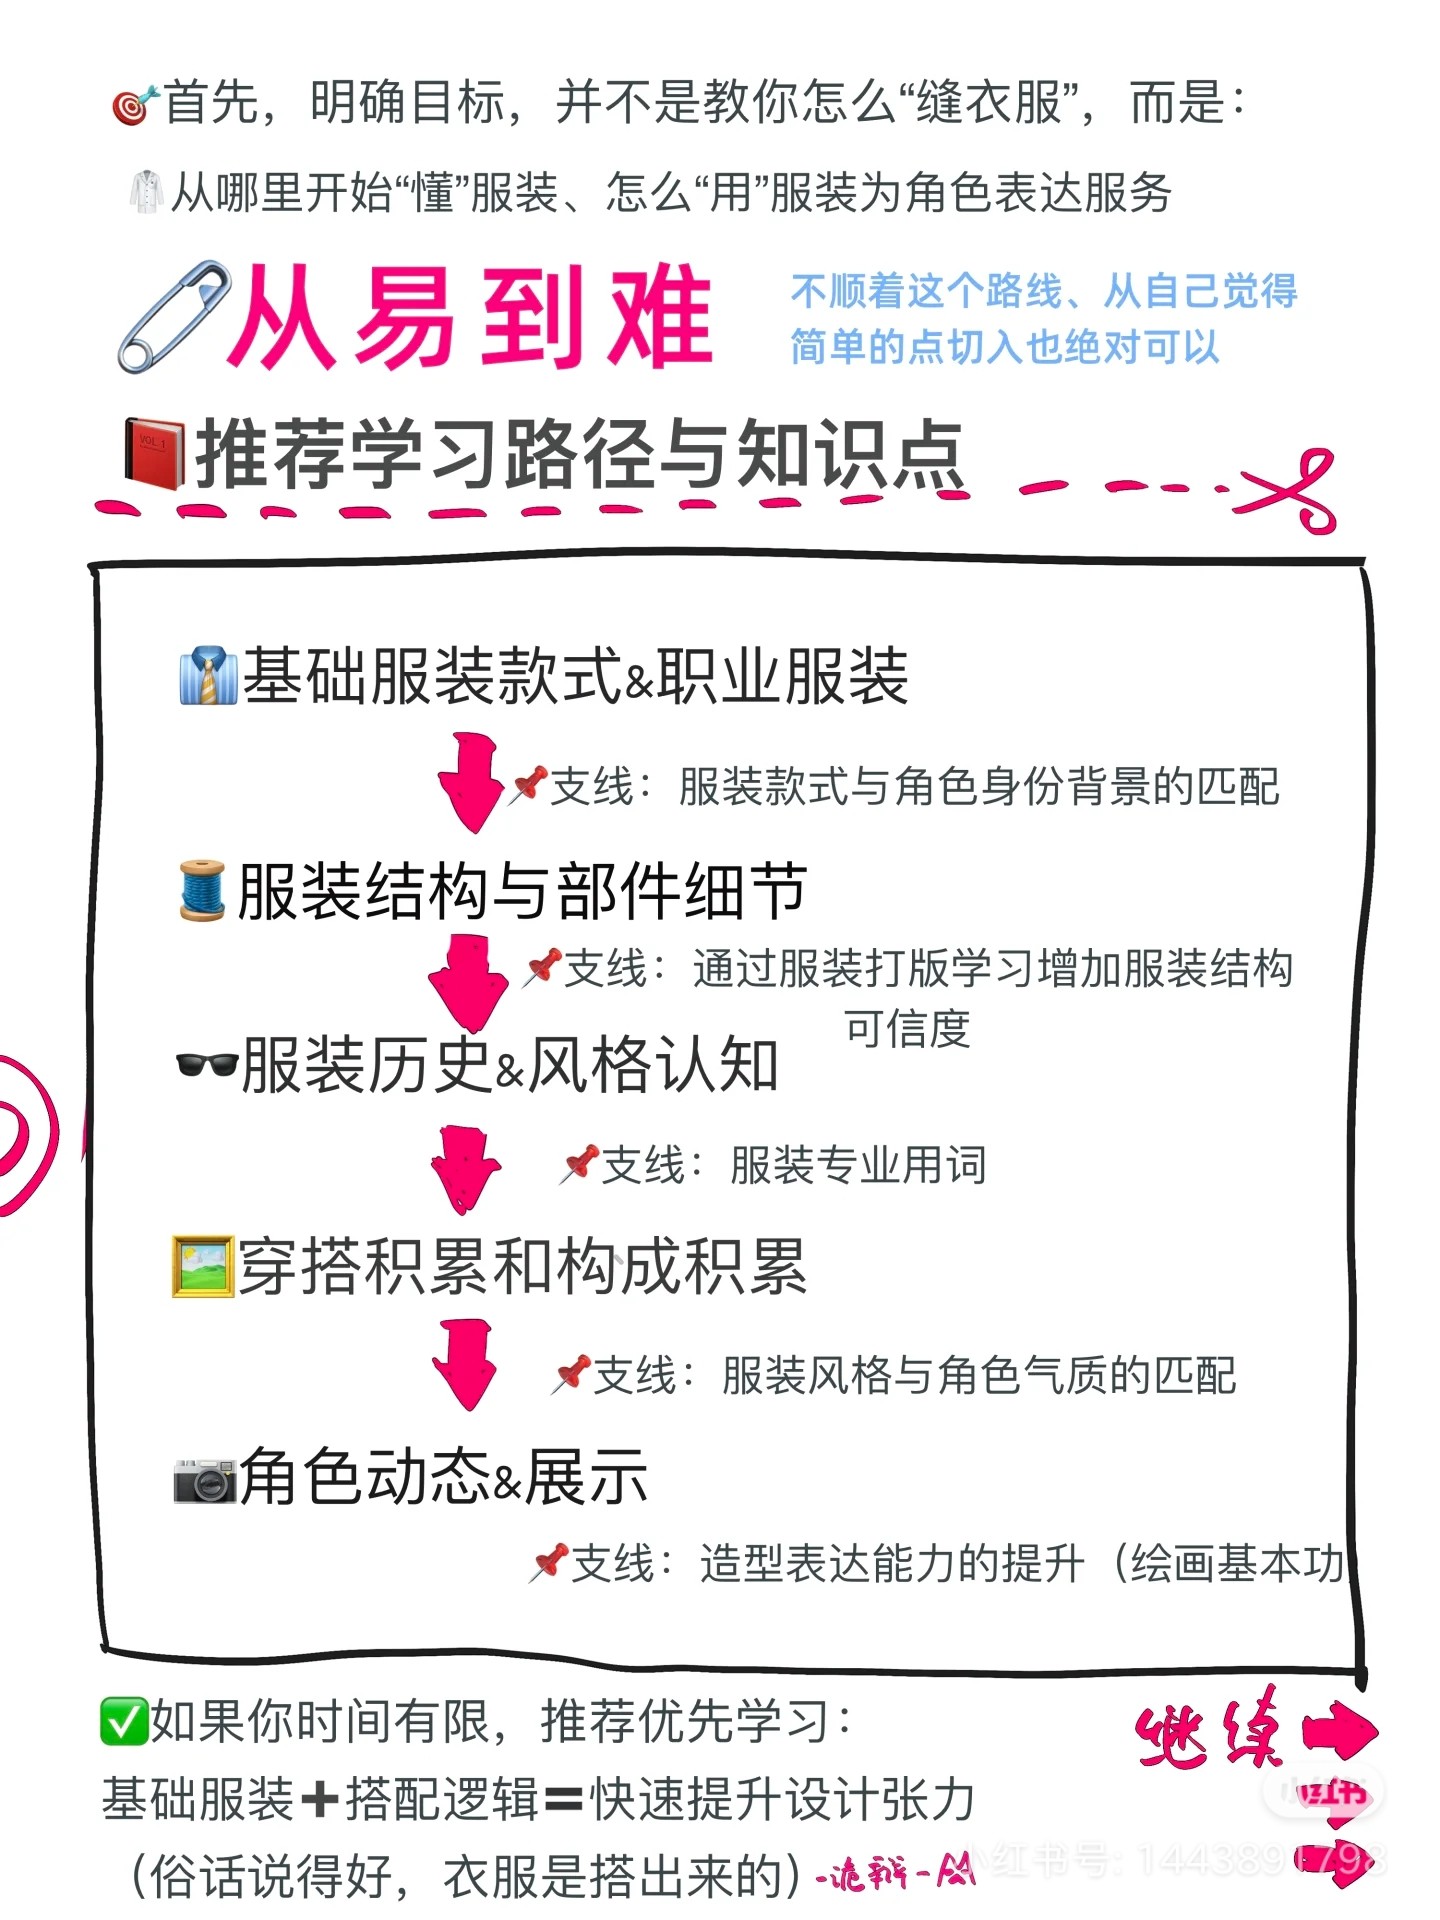 首先，明确目标，并不是教你怎么“缝衣服”，而是：
从哪里开始“懂”服装、怎么“用”服装为角色表达服务
从易到难
不顺着这个路线、从自己觉得
简单的点切入也绝对可以
VOL. 1
推荐学习路径与知识点
基础服装款式&职业服装
支线：服装款式与角色身份背景的匹配
服装结构与部件细节
支线：通过服装打版学习增加服装结构
可信度
服装历史&风格认知
支线：服装专业用词
穿搭积累和构成积累
支线：服装风格与角色气质的匹配
角色动态&展示
支线：造型表达能力的提升（绘画基本功
如果你时间有限，推荐优先学习：
继续
基础服装+搭配逻辑=快速提升设计张力
小红书
（俗话说得好，衣服是搭出来的）
-诡辩-
小红书号: 1443891798